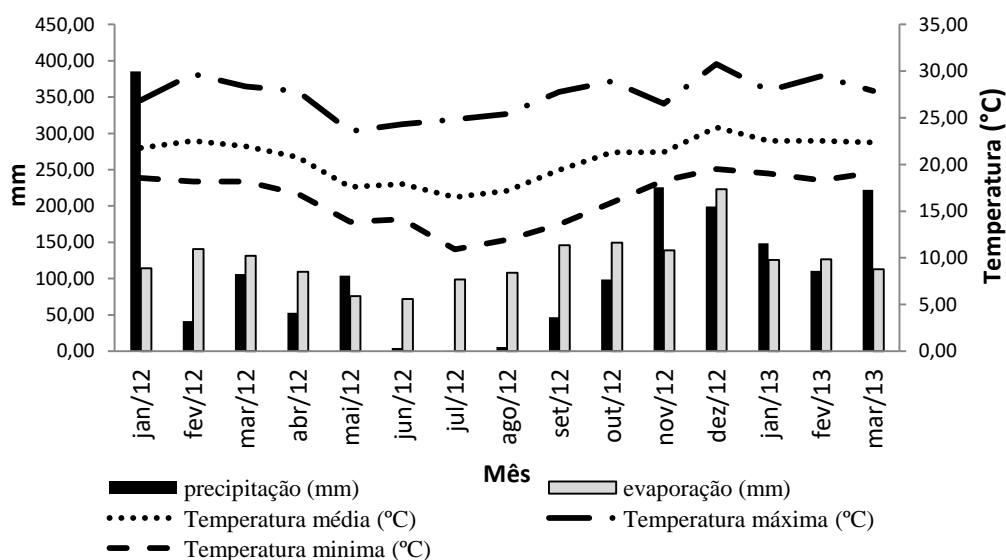 450,00
400,00
350,00
300,00
250,00
200,00
150,00
100,00
50,00
0,00
mm
35,00
30,00
25,00
20,00
15,00
10,00
5,00
0,00
Temperatura (°C)
jan/12
fev/12
mar/12
abr/12
mai/12
jun/12
jul/12
ago/12
set/12
out/12
nov/12
dez/12
jan/13
fev/13
mar/13
Mês
precipitação (mm)
evaporação (mm)
Temperatura média (ºC)
Temperatura máxima (ºC)
Temperatura minima (ºC)